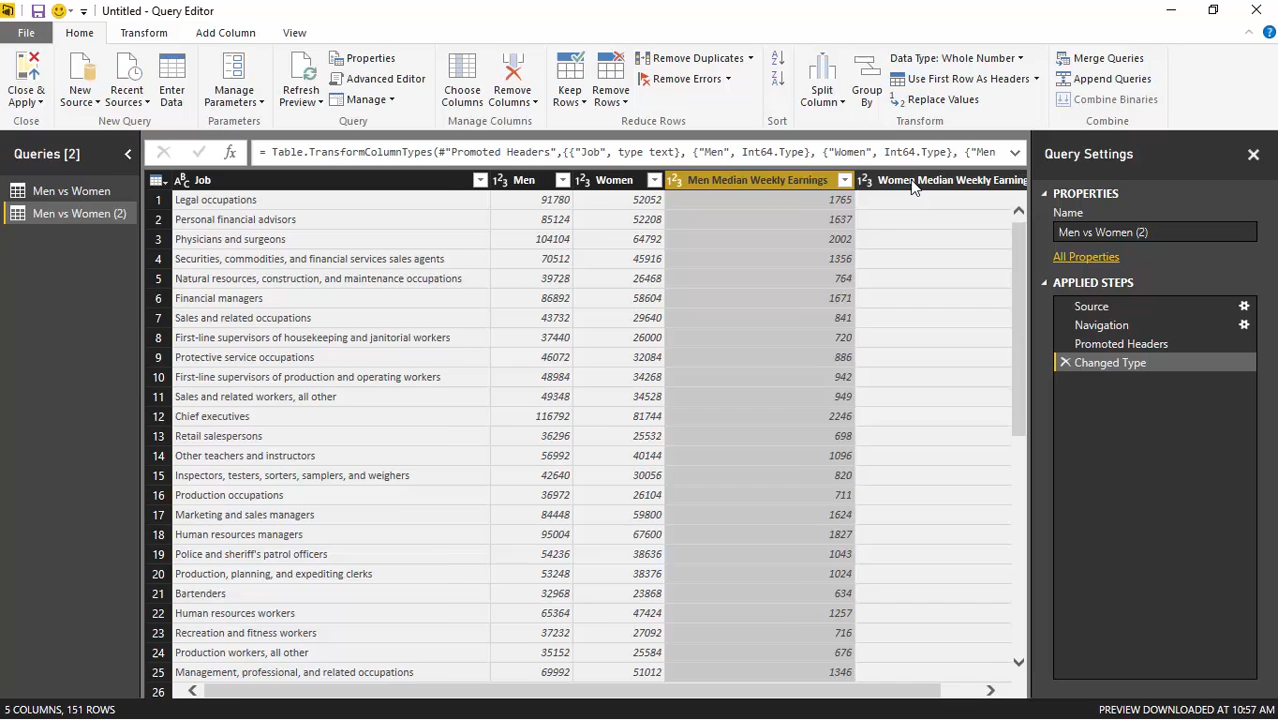 Untitled - Query Editor
File Home Transform Add Column View
Close & Apply
New Source
Recent Sources
Enter Data
Manage Parameters
Refresh Preview
Properties
Advanced Editor
Manage
Choose Columns
Remove Columns
Keep Rows
Remove Rows
Remove Duplicates
Remove Errors
Split Column
Group By
Data Type: Whole Number
Use First Row As Headers
Replace Values
Merge Queries
Append Queries
Combine Binaries
Close New Query Parameters Query Manage Columns Reduce Rows Sort Transform Combine
Queries [2]
Men vs Women
Men vs Women (2)
fx = Table.TransformColumnTypes(#"Promoted Headers",{{"Job", type text}, {"Men", Int64.Type}, {"Women", Int64.Type}, {"Men
Job Men Women Men Median Weekly Earnings Women Median Weekly Earning
1 Legal occupations 91780 52052 1765
2 Personal financial advisors 85124 52208 1637
3 Physicians and surgeons 104104 64792 2002
4 Securities, commodities, and financial services sales agents 70512 45916 1356
5 Natural resources, construction, and maintenance occupations 39728 26468 764
6 Financial managers 86892 58604 1671
7 Sales and related occupations 43732 29640 841
8 First-line supervisors of housekeeping and janitorial workers 37440 26000 720
9 Protective service occupations 46072 32084 886
10 First-line supervisors of production and operating workers 48984 34268 942
11 Sales and related workers, all other 49348 34528 949
12 Chief executives 116792 81744 2246
13 Retail salespersons 36296 25532 698
14 Other teachers and instructors 56992 40144 1096
15 Inspectors, testers, sorters, samplers, and weighers 42640 30056 820
16 Production occupations 36972 26104 711
17 Marketing and sales managers 84448 59800 1624
18 Human resources managers 95004 67600 1827
19 Police and sheriff's patrol officers 54236 38636 1043
20 Production, planning, and expediting clerks 53248 38376 1024
21 Bartenders 32968 23868 634
22 Human resources workers 65364 47424 1257
23 Recreation and fitness workers 37232 27092 716
24 Production workers, all other 35152 25584 676
25 Management, professional, and related occupations 69992 51012 1346
26
Query Settings
PROPERTIES
Name
Men vs Women (2)
All Properties
APPLIED STEPS
Source
Navigation
Promoted Headers
Changed Type
5 COLUMNS, 151 ROWS
PREVIEW DOWNLOADED AT 10:57 AM